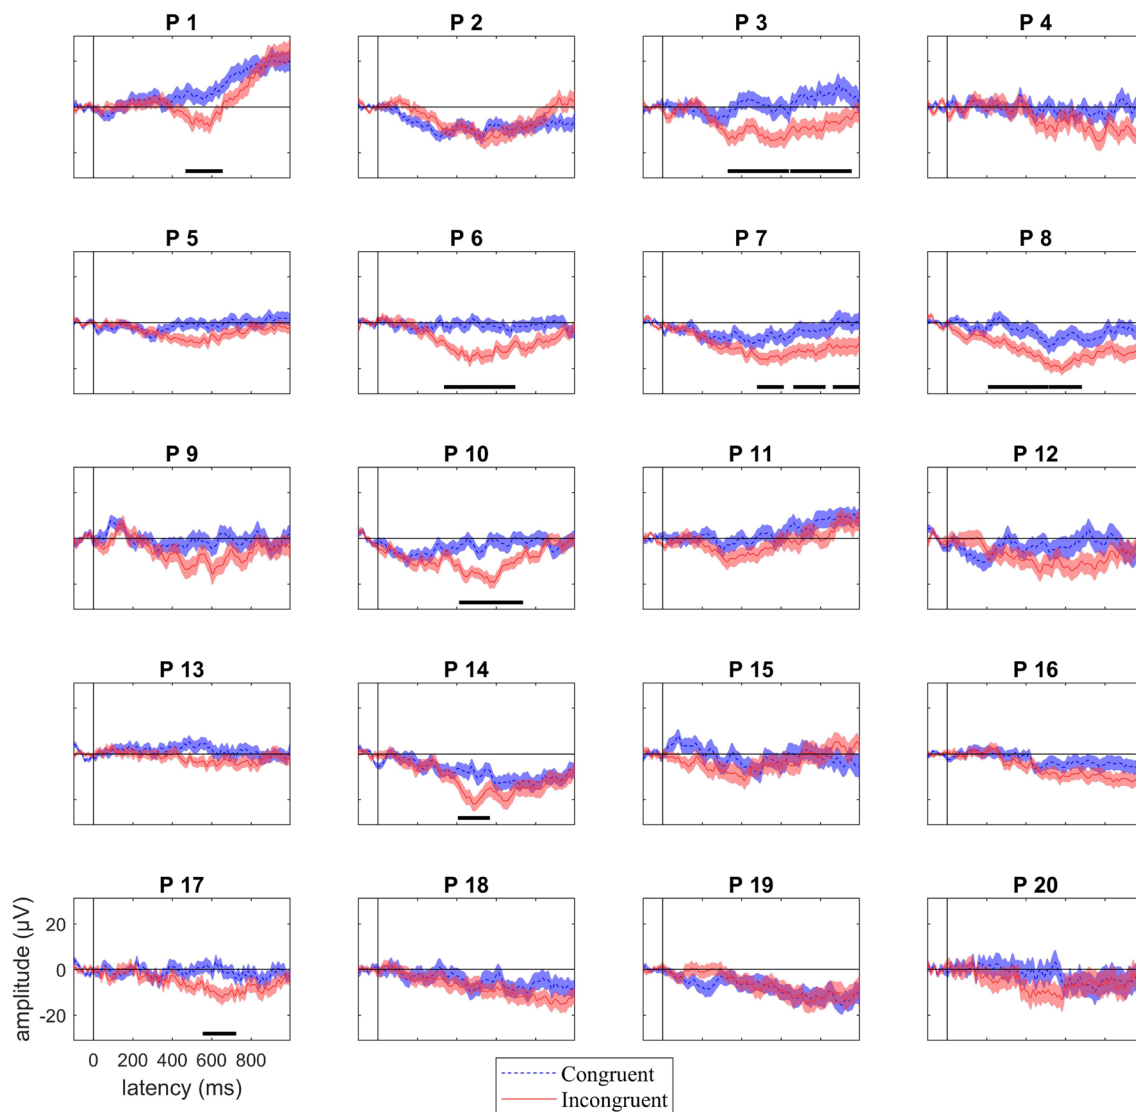 P 1
P 2
P 3
P 4
P 5
P 6
P 7
P 8
P 9
P 10
P 11
P 12
P 13
P 14
P 15
P 16
P 17
P 18
P 19
P 20
amplitude (µV)
20
0
-20
0 200 400 600 800
latency (ms)
Congruent
Incongruent